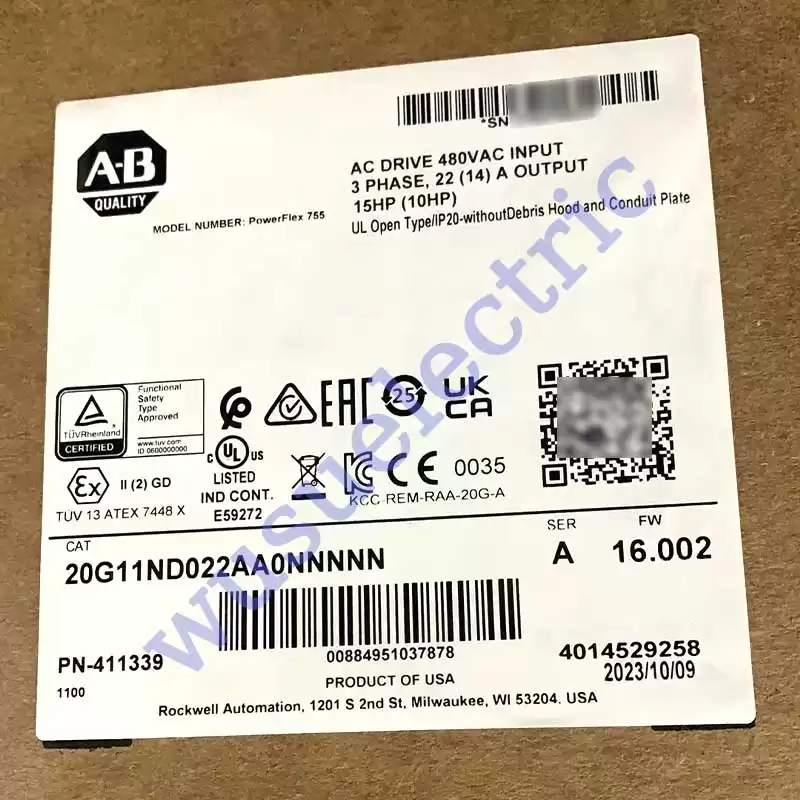 *SN
A-B
QUALITY
AC DRIVE 480VAC INPUT
3 PHASE, 22 (14) A OUTPUT
15HP (10HP)
UL Open Type/IP20-withoutDebris Hood and Conduit Plate
MODEL NUMBER: PowerFlex 755
TÜVRheinland
CERTIFIED
Functional
Safety
Type
Approved
www.tuv.com
ID 0600000000
EAC
25
UK
CA
C UL US
LISTED
IND CONT.
E59272
CE 0035
KCC-REM-RAA-20G-A
Ex II (2) GD
TÜV 13 ATEX 7448 X
CAT
20G11ND022AA0NNNNN
SER
A
FW
16.002
00884951037878
PN-411339
1100
4014529258
2023/10/09
PRODUCT OF USA
Rockwell Automation, 1201 S 2nd St, Milwaukee, WI 53204. USA
wusuelectric